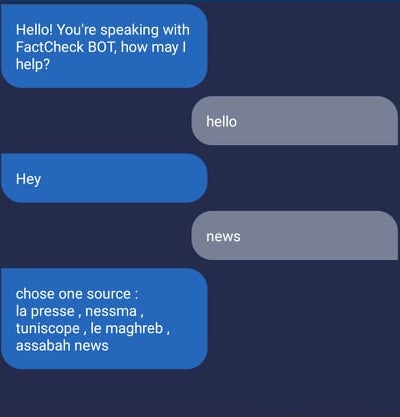 Hello! You're speaking with
FactCheck BOT, how may I
help?
hello
Hey
news
chose one source :
la presse , nessma ,
tuniscope , le maghreb ,
assabah news